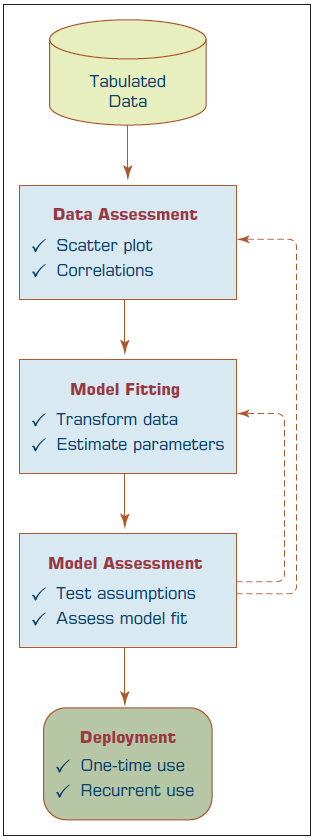 Tabulated
Data
Data Assessment
✓ Scatter plot
✓ Correlations
Model Fitting
✓ Transform data
✓ Estimate parameters
Model Assessment
✓ Test assumptions
✓ Assess model fit
Deployment
✓ One-time use
✓ Recurrent use